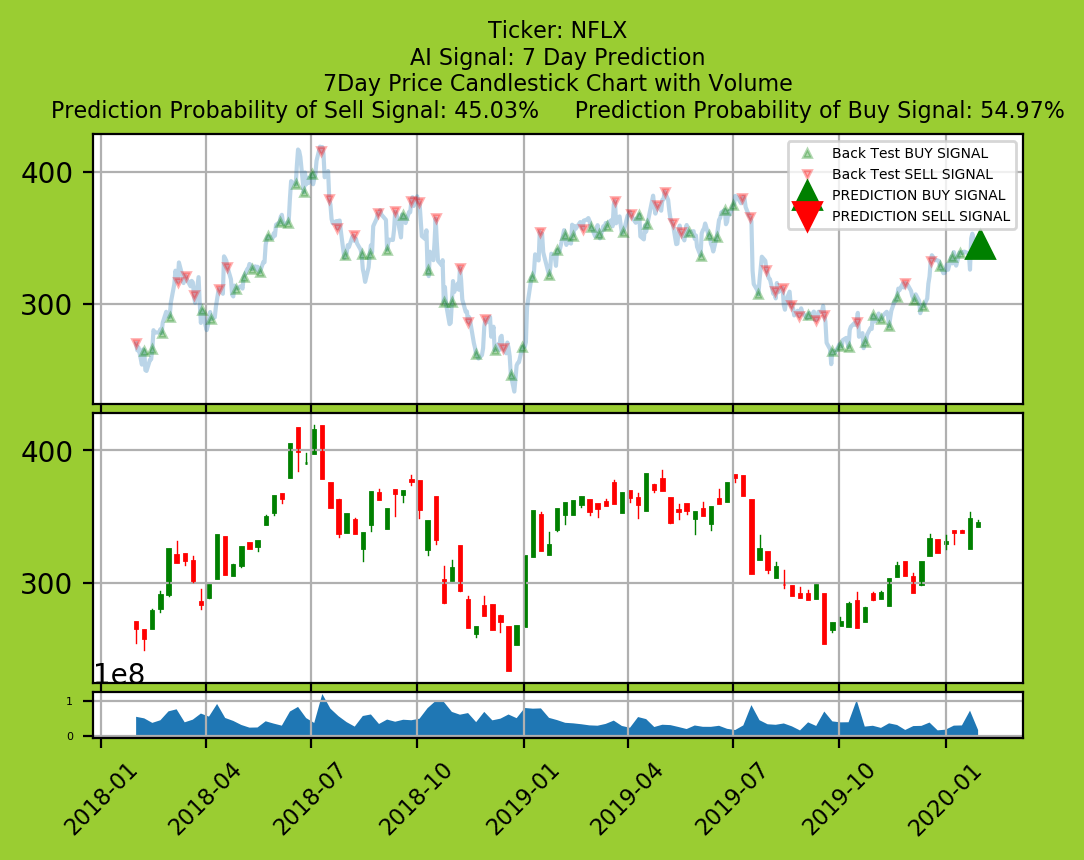 Ticker: NFLX
AI Signal: 7 Day Prediction
7Day Price Candlestick Chart with Volume
Prediction Probability of Sell Signal: 45.03% Prediction Probability of Buy Signal: 54.97%
Back Test BUY SIGNAL
Back Test SELL SIGNAL
PREDICTION BUY SIGNAL
PREDICTION SELL SIGNAL
400
300
400
300
1e8
1
0
2018-01 2018-04 2018-07 2018-10 2019-01 2019-04 2019-07 2019-10 2020-01